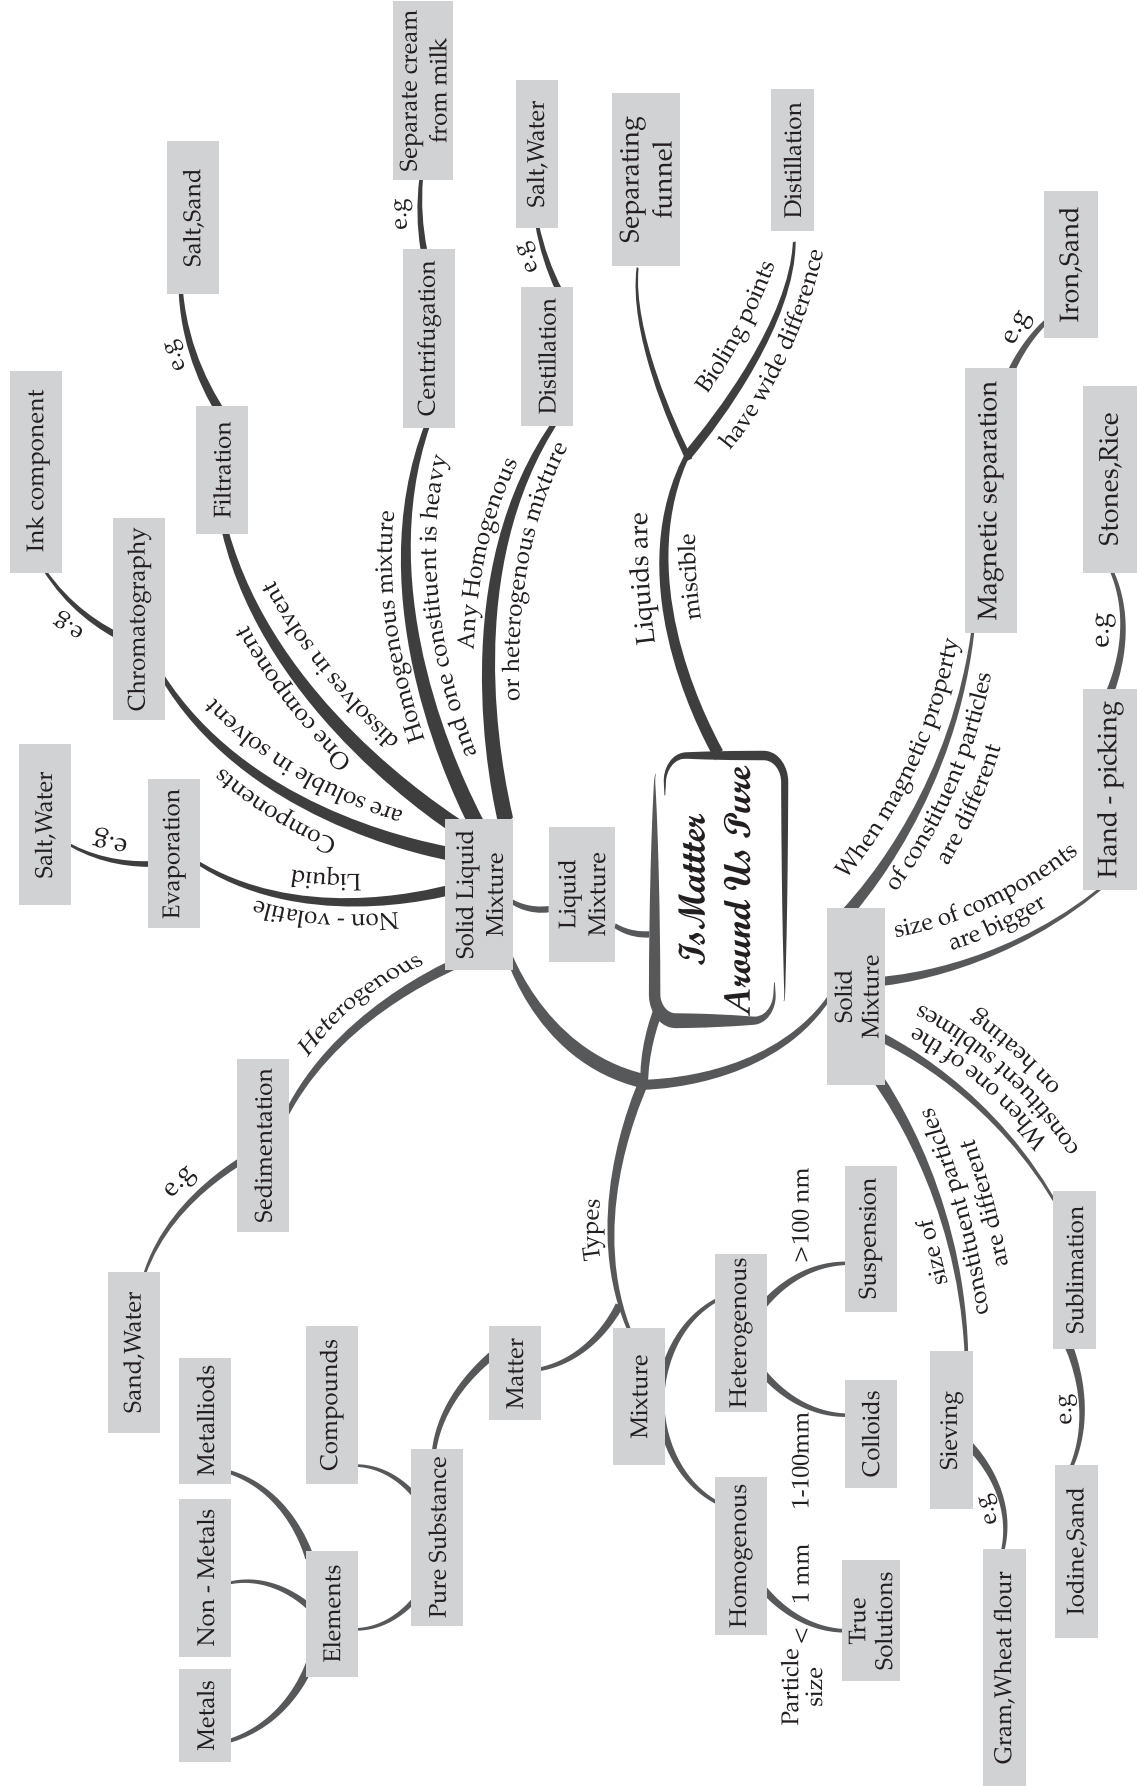 Is Mattter
Around Us Pure
Types
Matter
Pure Substance
Elements
Metals
Non - Metals
Metalliods
Compounds
Mixture
Homogenous
Particle < 1 mm
size
True
Solutions
Heterogenous
1-100mm
Colloids
>100 nm
Suspension
Liquid
Mixture
Solid Liquid
Mixture
Heterogenous
Sedimentation
e.g
Sand,Water
Non - volatile
Liquid
Evaporation
e.g
Salt,Water
Components
are soluble in solvent
Chromatography
e.g
Ink component
One component
dissolves in solvent
Filtration
e.g
Salt,Sand
Homogenous mixture
and one constituent is heavy
Centrifugation
e.g
Separate cream
from milk
Any Homogenous
or heterogenous mixture
Distillation
e.g
Salt,Water
Liquids are
miscible
Separating
funnel
Bioling points
have wide difference
Distillation
Solid
Mixture
When magnetic property
of constituent particles
are different
Magnetic separation
e.g
Iron,Sand
size of components
are bigger
Hand - picking
e.g
Stones,Rice
When one of the
constituent sublimes
on heating
Sublimation
e.g
Iodine,Sand
size of
constituent particles
are different
Sieving
e.g
Gram,Wheat flour